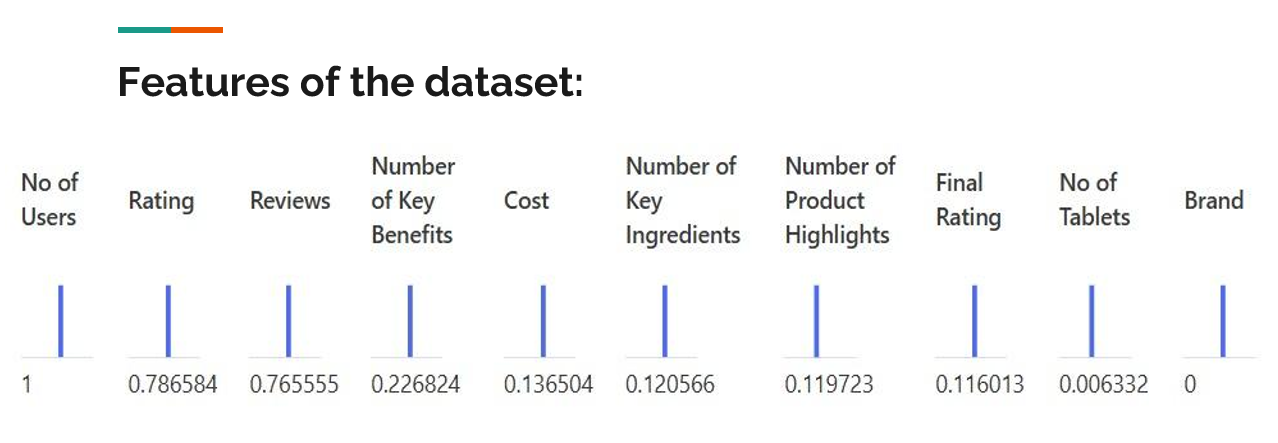 Features of the dataset:
No of
Users
Rating
Reviews
Number
of Key
Benefits
Cost
Number of
Key
Ingredients
Number of
Product
Highlights
Final
Rating
No of
Tablets
Brand
1
0.786584
0.765555
0.226824
0.136504
0.120566
0.119723
0.116013
0.006332
0